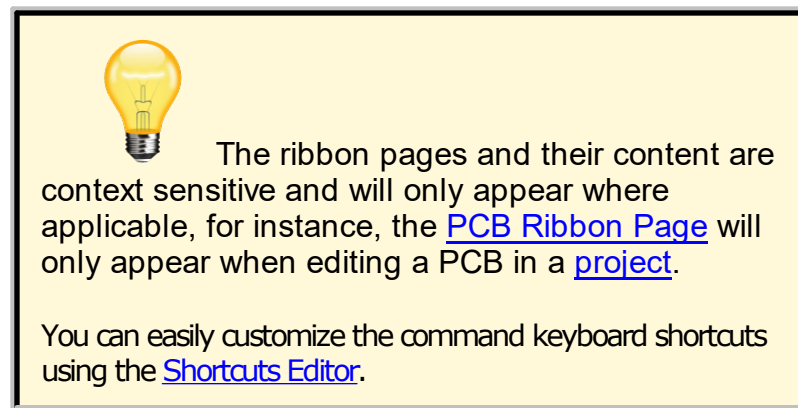 The ribbon pages and their content are
context sensitive and will only appear where
applicable, for instance, the PCB Ribbon Page will
only appear when editing a PCB in a project.
You can easily customize the command keyboard shortcuts
using the Shortcuts Editor.